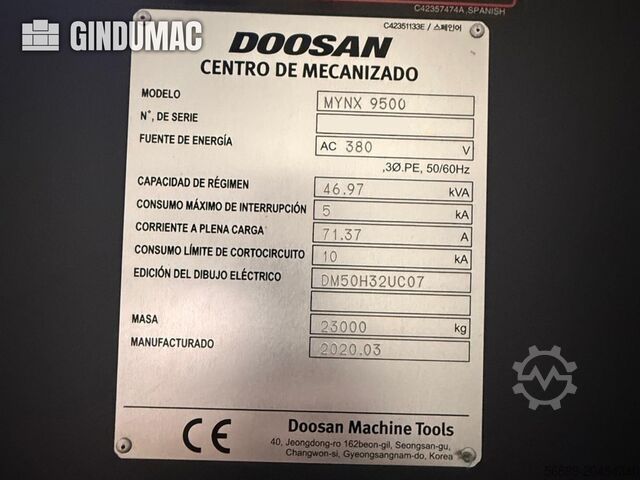 C42357474A,SPANISH
GINDUMAC
C42351133E / 스페인어
DOOSAN
CENTRO DE MECANIZADO
MODELO MYNX 9500
N°, DE SERIE
FUENTE DE ENERGÍA AC 380 V
,3Ø.PE, 50/60Hz
CAPACIDAD DE RÉGIMEN 46.97 kVA
CONSUMO MÁXIMO DE INTERRUPCIÓN 5 kA
CORRIENTE A PLENA CARGA 71.37 A
CONSUMO LÍMITE DE CORTOCIRCUITO 10 kA
EDICIÓN DEL DIBUJO ELÉCTRICO DM50H32UC07
MASA 23000 kg
MANUFACTURADO 2020.03
CE
Doosan Machine Tools
40, Jeongdong-ro 162beon-gil, Seongsan-gu,
Changwon-si, Gyeongsangnam-do, Korea